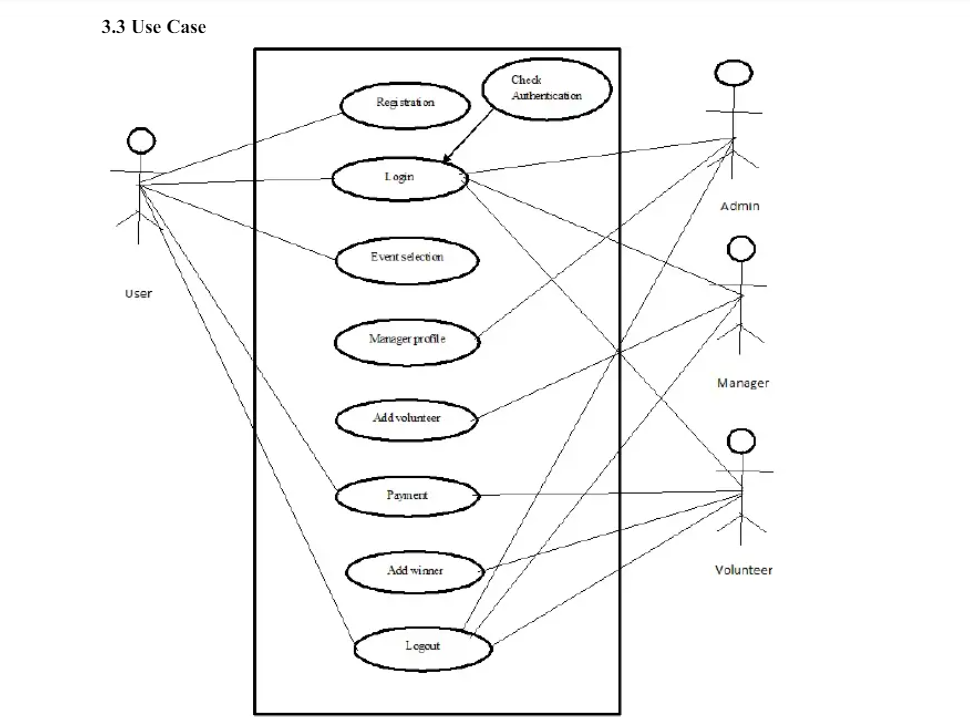 3.3 Use Case
Check
Authentication
Registration
Login
Admin
Event selection
User
Manager profile
Manager
Add volunteer
Payment
Add winner
Volunteer
Logout